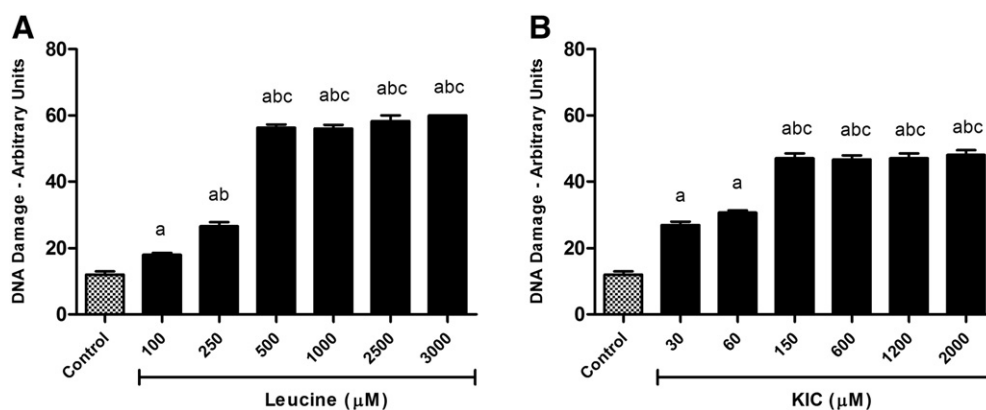 A
DNA Damage - Arbitrary Units
80
60
40
20
0
a
ab
abc
abc
abc
abc
Control
100
250
500
1000
2500
3000
Leucine (μM)
B
DNA Damage - Arbitrary Units
80
60
40
20
0
a
a
abc
abc
abc
abc
Control
30
60
150
600
1200
2000
KIC (μM)